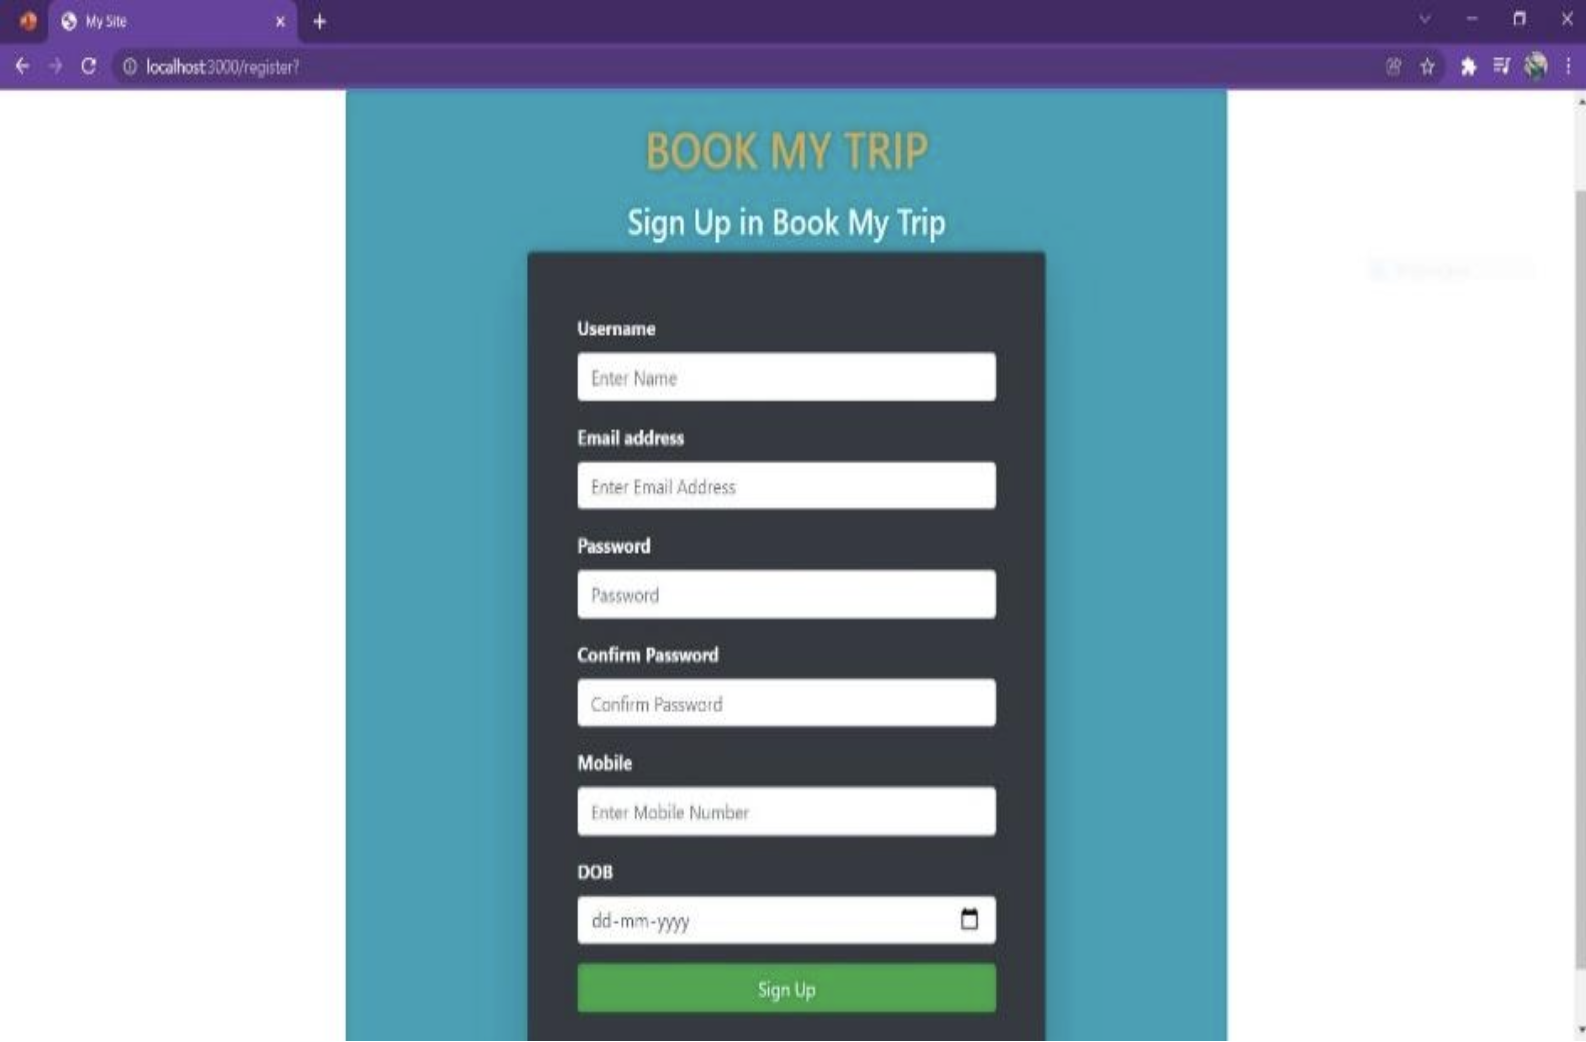 My Site
localhost:3000/register?
BOOK MY TRIP
Sign Up in Book My Trip
Username
Enter Name
Email address
Enter Email Address
Password
Password
Confirm Password
Confirm Password
Mobile
Enter Mobile Number
DOB
dd-mm-yyyy
Sign Up